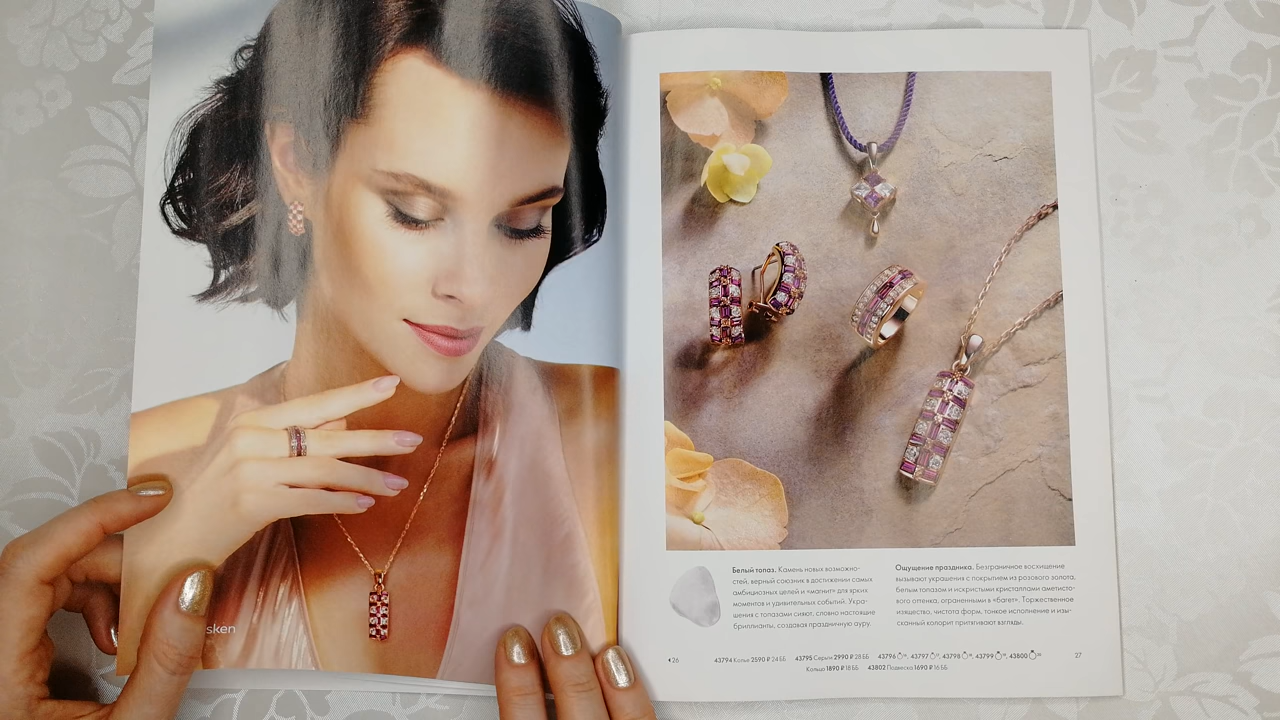 sken
Белый топаз. Камень новых возможно-
стей, верный союзник в достижении самых
амбициозных целей и «магнит» для ярких
моментов и удивительных событий. Укра-
шения с топазами сияют, словно настоящие
бриллианты, создавая праздничную ауру.
Ощущение праздника. Безграничное восхищение
вызывают украшения с покрытием из розового золота,
белым топазом и искристыми кристаллами аметисто-
вого оттенка, ограненными в «багет». Торжественное
изящество, чистота форм, тонкое исполнение и изы-
сканный колорит притягивают взгляды.
26
43794 Колье 2590 ₽ 24 ББ 43795 Серьги 2990 ₽ 28 ББ 43796 43797 43798 43799 43800
Кольцо 1890 ₽ 18 ББ 43802 Подвеска 1690 ₽ 16 ББ
27